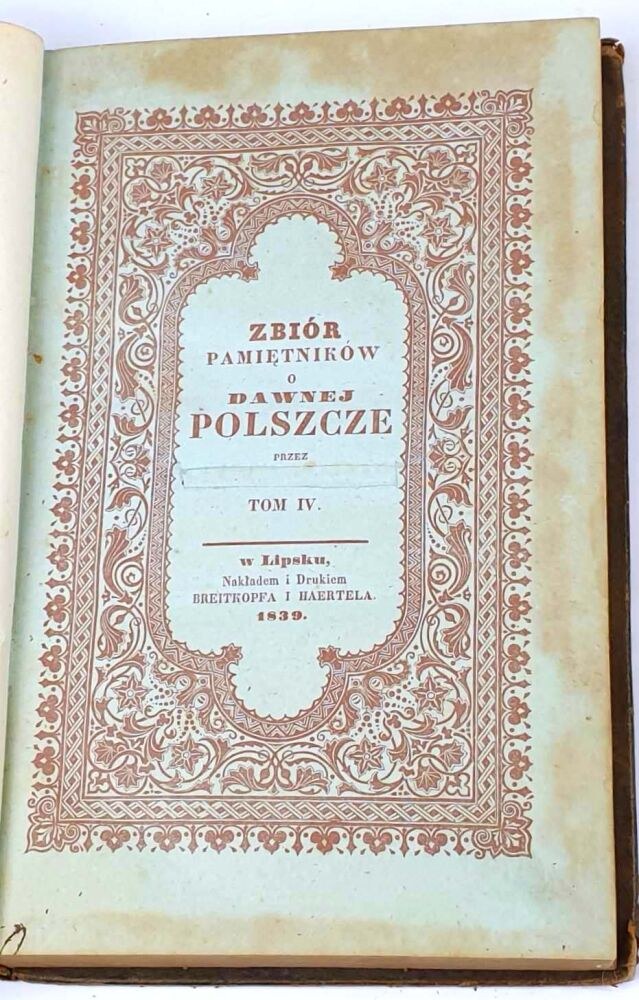 ZBIÓR
PAMIĘTNIKÓW
O
DAWNEJ
POLSZCZE
PRZEZ
TOM IV.
w Lipsku,
Nakładem i Drukiem
BREITKOPFA I HAERTELA.
1839.